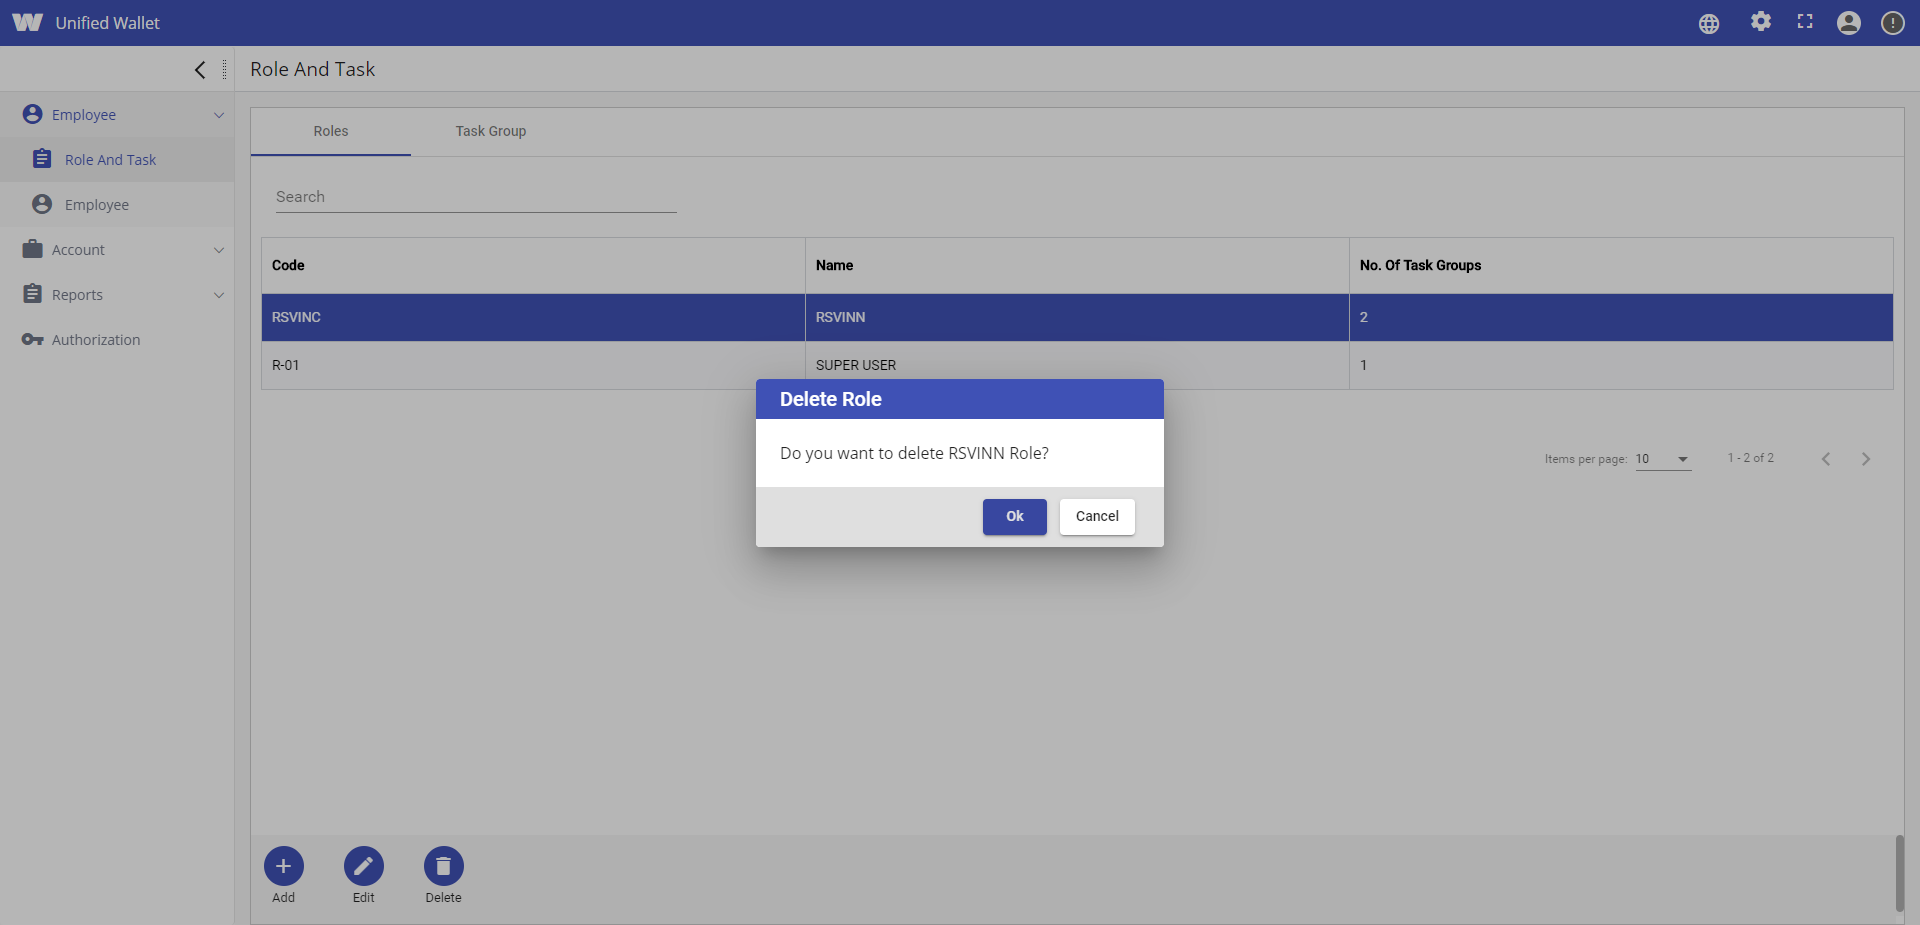 Unified Wallet
Role And Task
Employee
Role And Task
Employee
Account
Reports
Authorization
Roles
Task Group
Search
Code
Name
No. Of Task Groups
RSVINC
RSVINN
2
R-01
SUPER USER
1
Delete Role
Do you want to delete RSVINN Role?
Ok
Cancel
Items per page:
10
1 - 2 of 2
Add
Edit
Delete